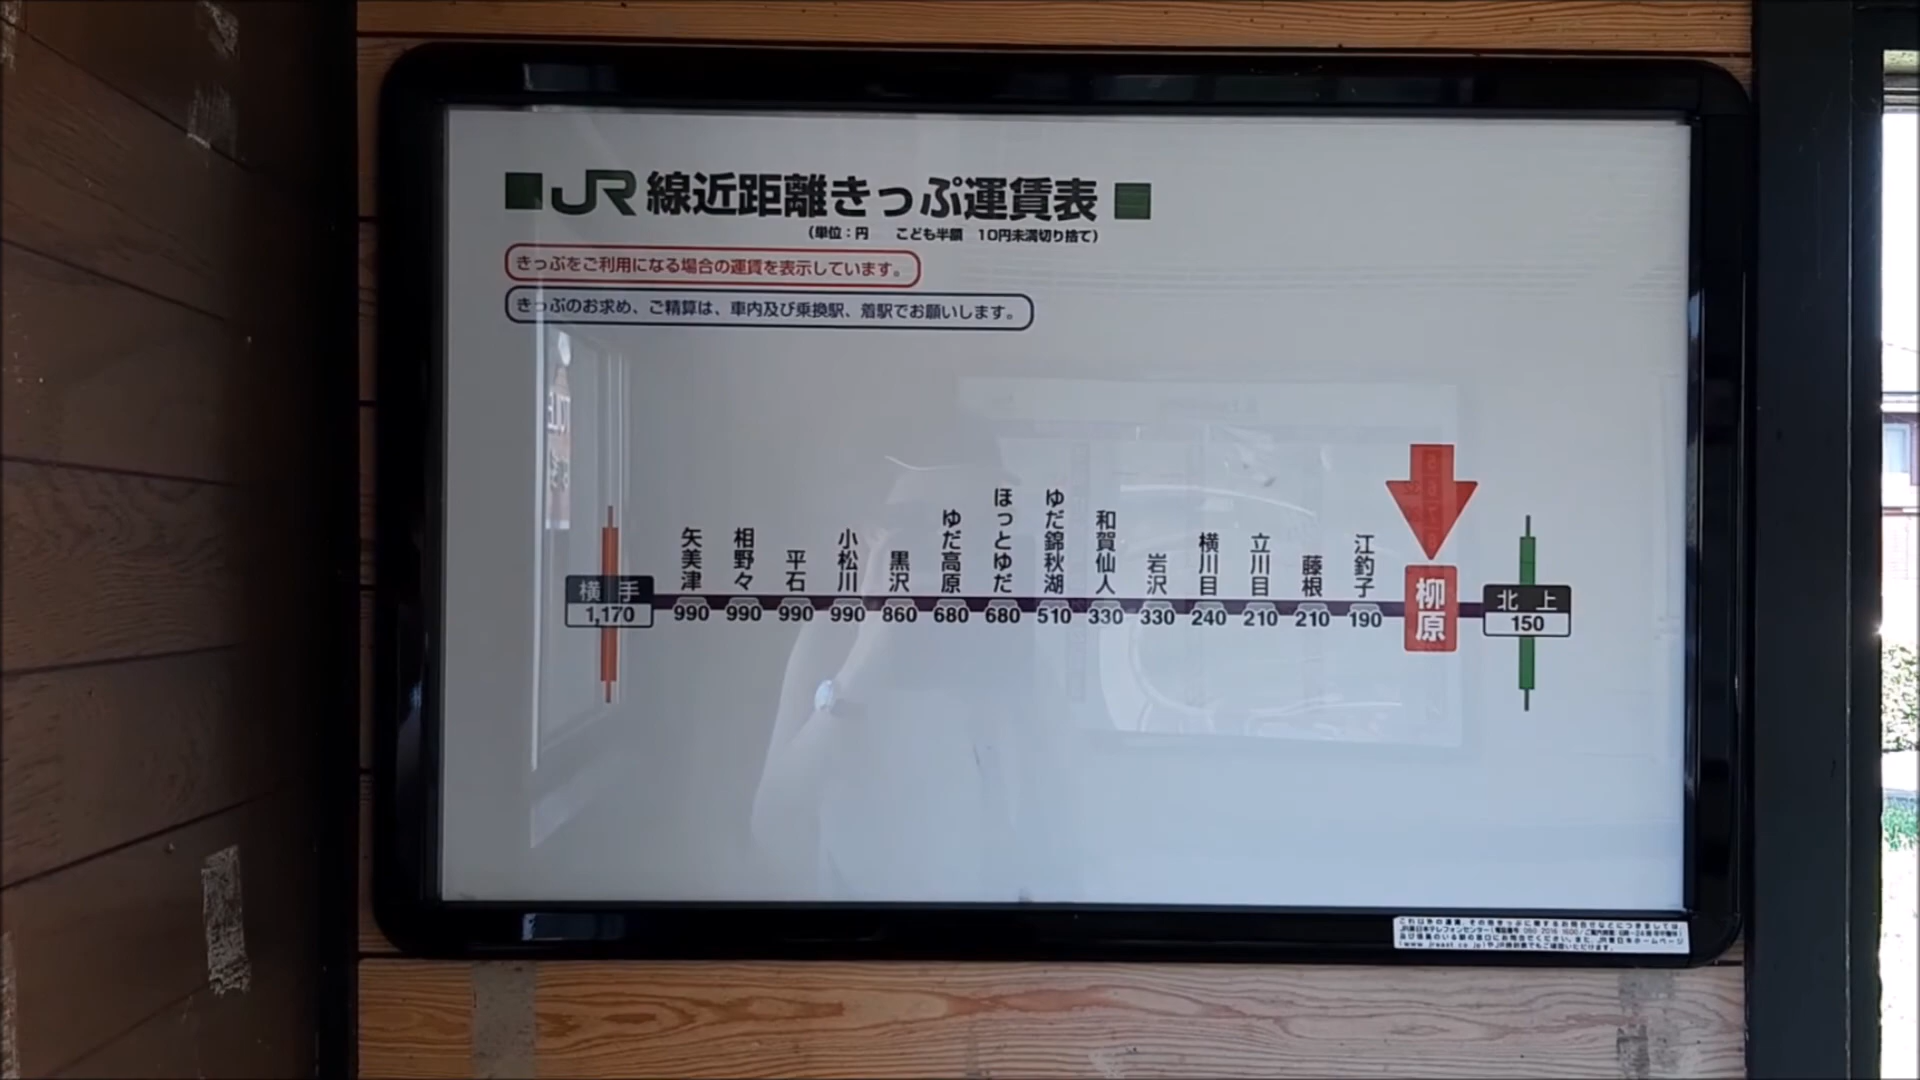 JR 線近距離きっぷ運賃表
(単位：円 こども半額 10円未満切り捨て)
きっぷをご利用になる場合の運賃を表示しています。
きっぷのお求め、ご精算は、車内及び乗換駅、着駅でお願いします。
横手
1,170
矢美津
990
相野々
990
平石
990
小松川
990
黒沢
860
ゆだ高原
680
ほっとゆだ
680
ゆだ錦秋湖
510
和賀仙人
330
岩沢
330
横川目
240
立川目
210
藤根
210
江釣子
190
柳原
北上
150